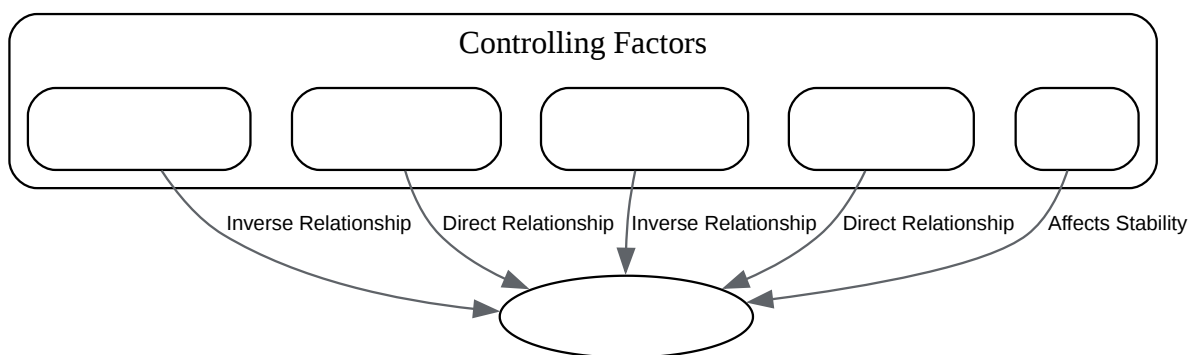 Controlling Factors
Inverse Relationship
Direct Relationship
Inverse Relationship
Direct Relationship
Affects Stability